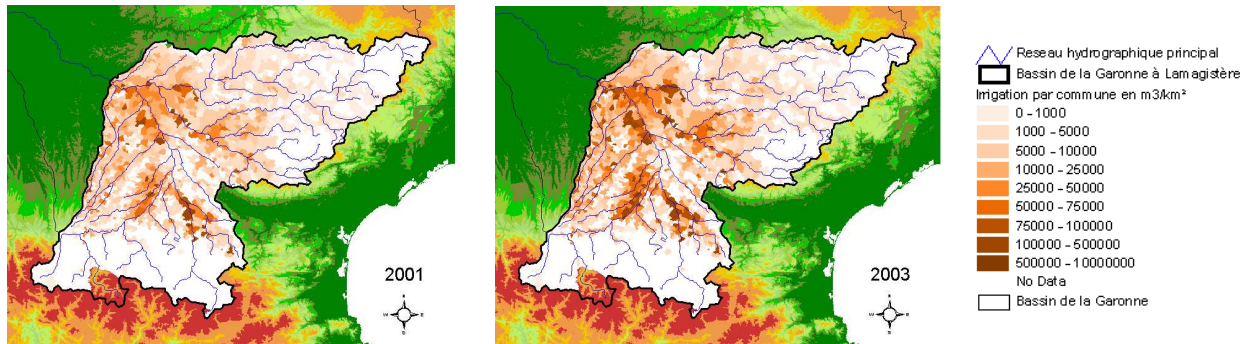 2001
2003
Reseau hydrographique principal
Bassin de la Garonne à Lamagistère
Irrigation par commune en m3/km²
0 - 1000
1000 - 5000
5000 - 10000
10000 - 25000
25000 - 50000
50000 - 75000
75000 - 100000
100000 - 500000
500000 - 10000000
No Data
Bassin de la Garonne